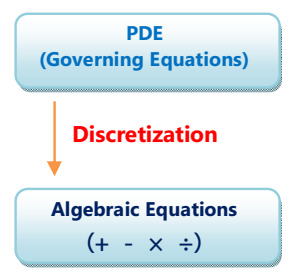 PDE
(Governing Equations)
Discretization
Algebraic Equations
(+ - × ÷)